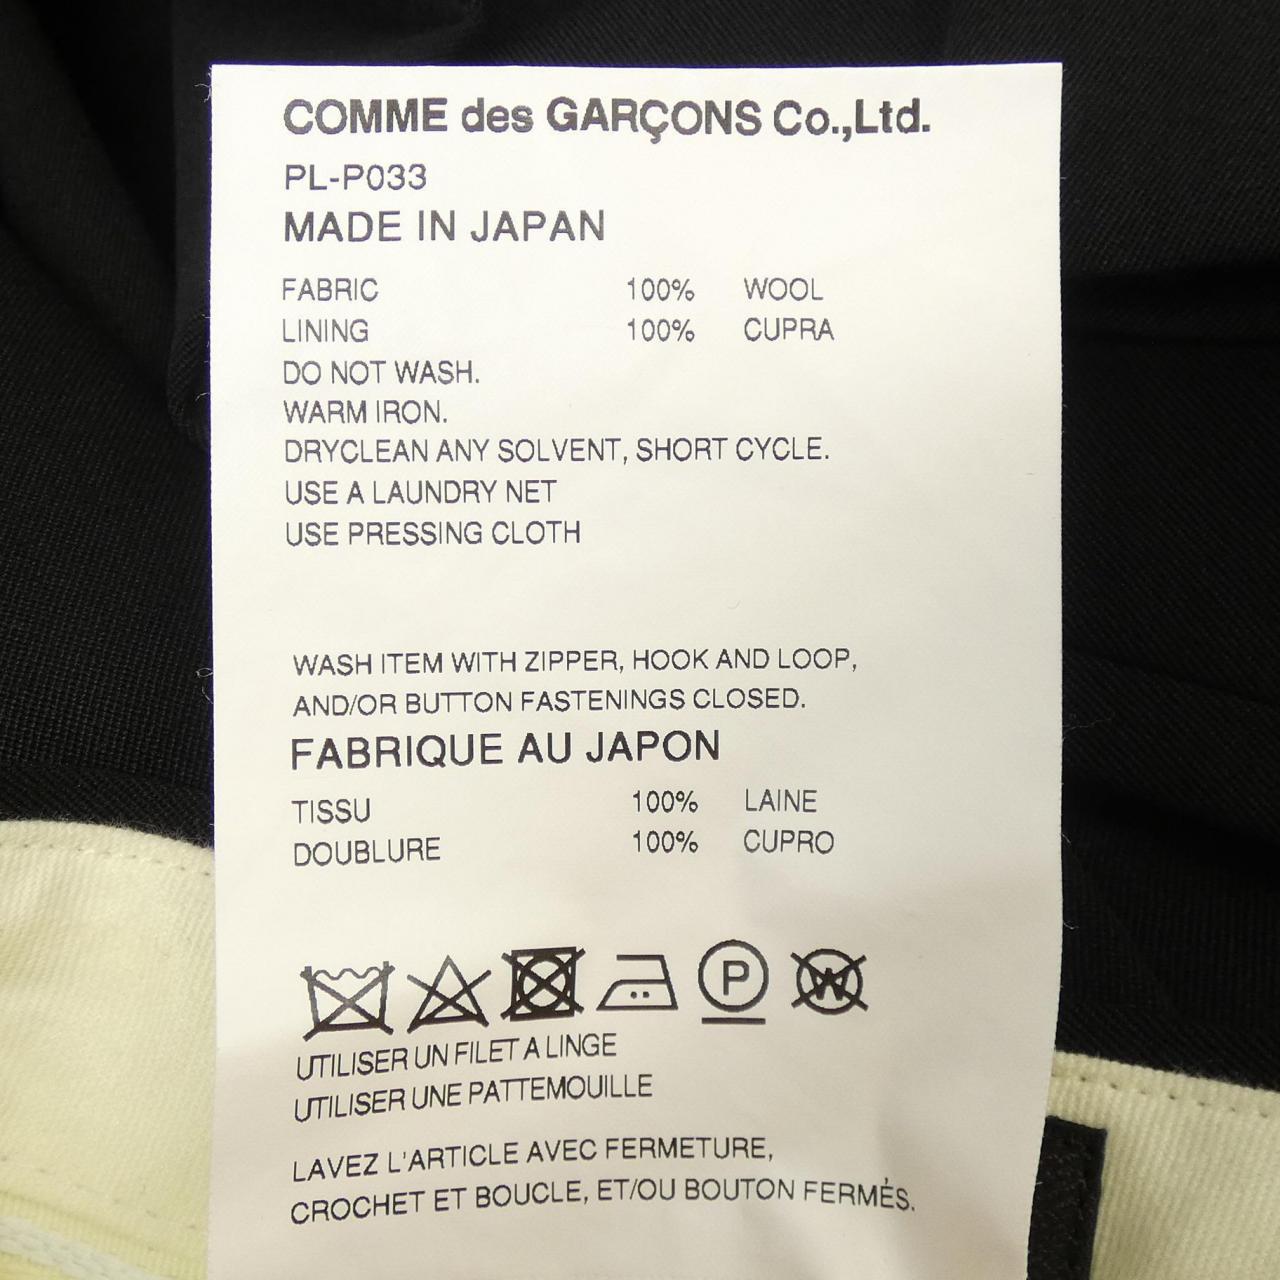 COMME des GARÇONS Co.,Ltd.
PL-P033
MADE IN JAPAN
FABRIC 100% WOOL
LINING 100% CUPRA
DO NOT WASH.
WARM IRON.
DRYCLEAN ANY SOLVENT, SHORT CYCLE.
USE A LAUNDRY NET
USE PRESSING CLOTH
WASH ITEM WITH ZIPPER, HOOK AND LOOP,
AND/OR BUTTON FASTENINGS CLOSED.
FABRIQUE AU JAPON
TISSU 100% LAINE
DOUBLURE 100% CUPRO
P W
UTILISER UN FILET A LINGE
UTILISER UNE PATTEMOUILLE
LAVEZ L'ARTICLE AVEC FERMETURE,
CROCHET ET BOUCLE, ET/OU BOUTON FERMÉS.